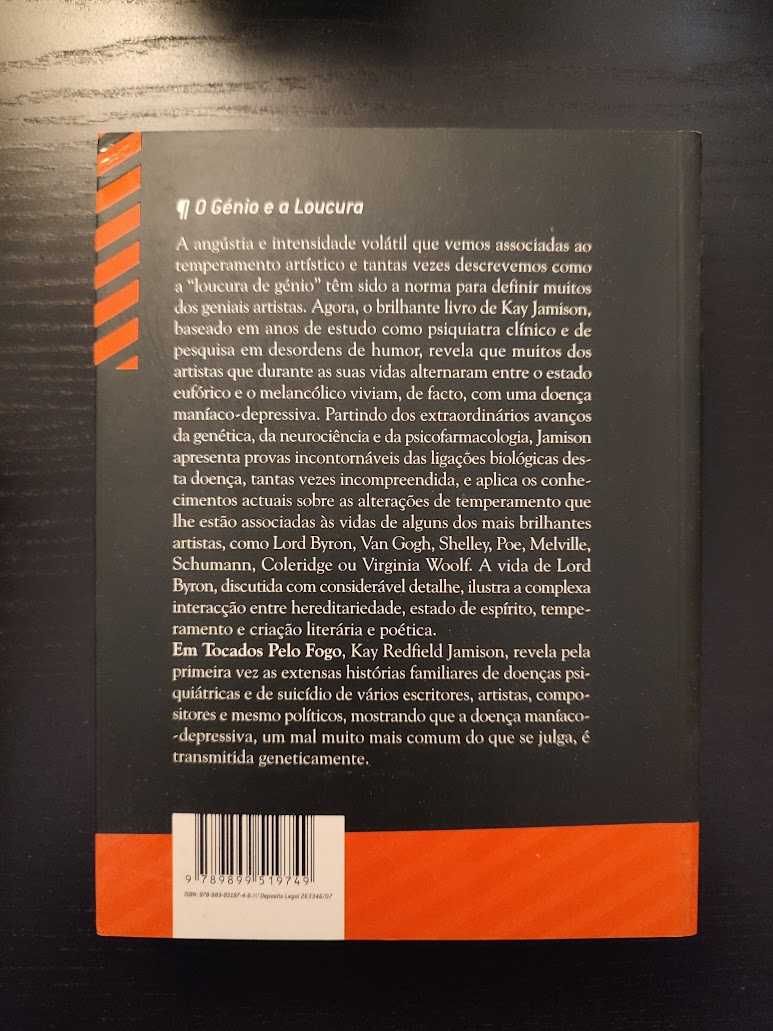 ¶ O Génio e a Loucura
A angústia e intensidade volátil que vemos associadas ao
temperamento artístico e tantas vezes descrevemos como
a “loucura de génio” têm sido a norma para definir muitos
dos geniais artistas. Agora, o brilhante livro de Kay Jamison,
baseado em anos de estudo como psiquiatra clínico e de
pesquisa em desordens de humor, revela que muitos dos
artistas que durante as suas vidas alternaram entre o estado
eufórico e o melancólico viviam, de facto, com uma doença
maníaco-depressiva. Partindo dos extraordinários avanços
da genética, da neurociência e da psicofarmacologia, Jamison
apresenta provas incontornáveis das ligações biológicas des-
ta doença, tantas vezes incompreendida, e aplica os conhe-
cimentos actuais sobre as alterações de temperamento que
lhe estão associadas às vidas de alguns dos mais brilhantes
artistas, como Lord Byron, Van Gogh, Shelley, Poe, Melville,
Schumann, Coleridge ou Virginia Woolf. A vida de Lord
Byron, discutida com considerável detalhe, ilustra a complexa
interacção entre hereditariedade, estado de espírito, tempe-
ramento e criação literária e poética.
Em Tocados Pelo Fogo, Kay Redfield Jamison, revela pela
primeira vez as extensas histórias familiares de doenças psi-
quiátricas e de suicídio de vários escritores, artistas, compo-
sitores e mesmo políticos, mostrando que a doença maníaco-
-depressiva, um mal muito mais comum do que se julga, é
transmitida geneticamente.
9 789899 519749
ISBN: 978-989-95197-4-9 /// Depósito Legal 263346/07